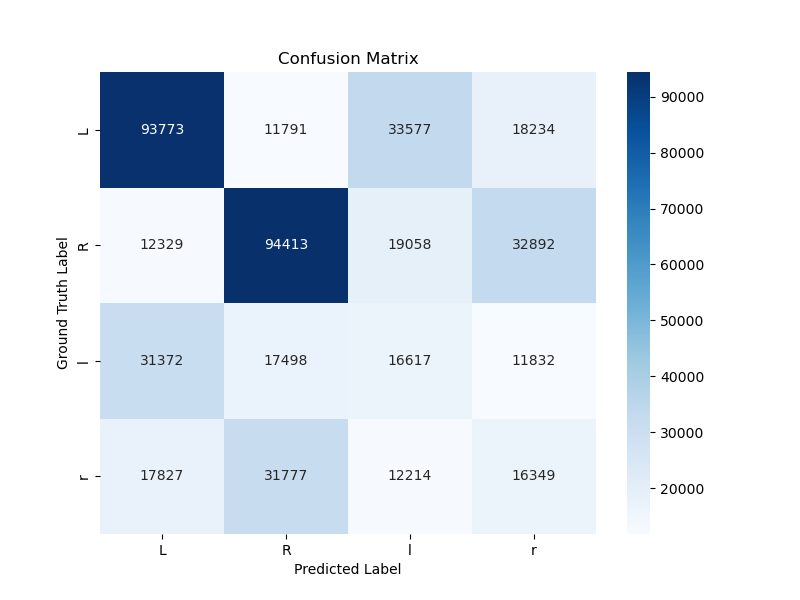 Confusion Matrix
L 93773 11791 33577 18234
R 12329 94413 19058 32892
l 31372 17498 16617 11832
r 17827 31777 12214 16349
L R l r
Predicted Label
Ground Truth Label
90000
80000
70000
60000
50000
40000
30000
20000